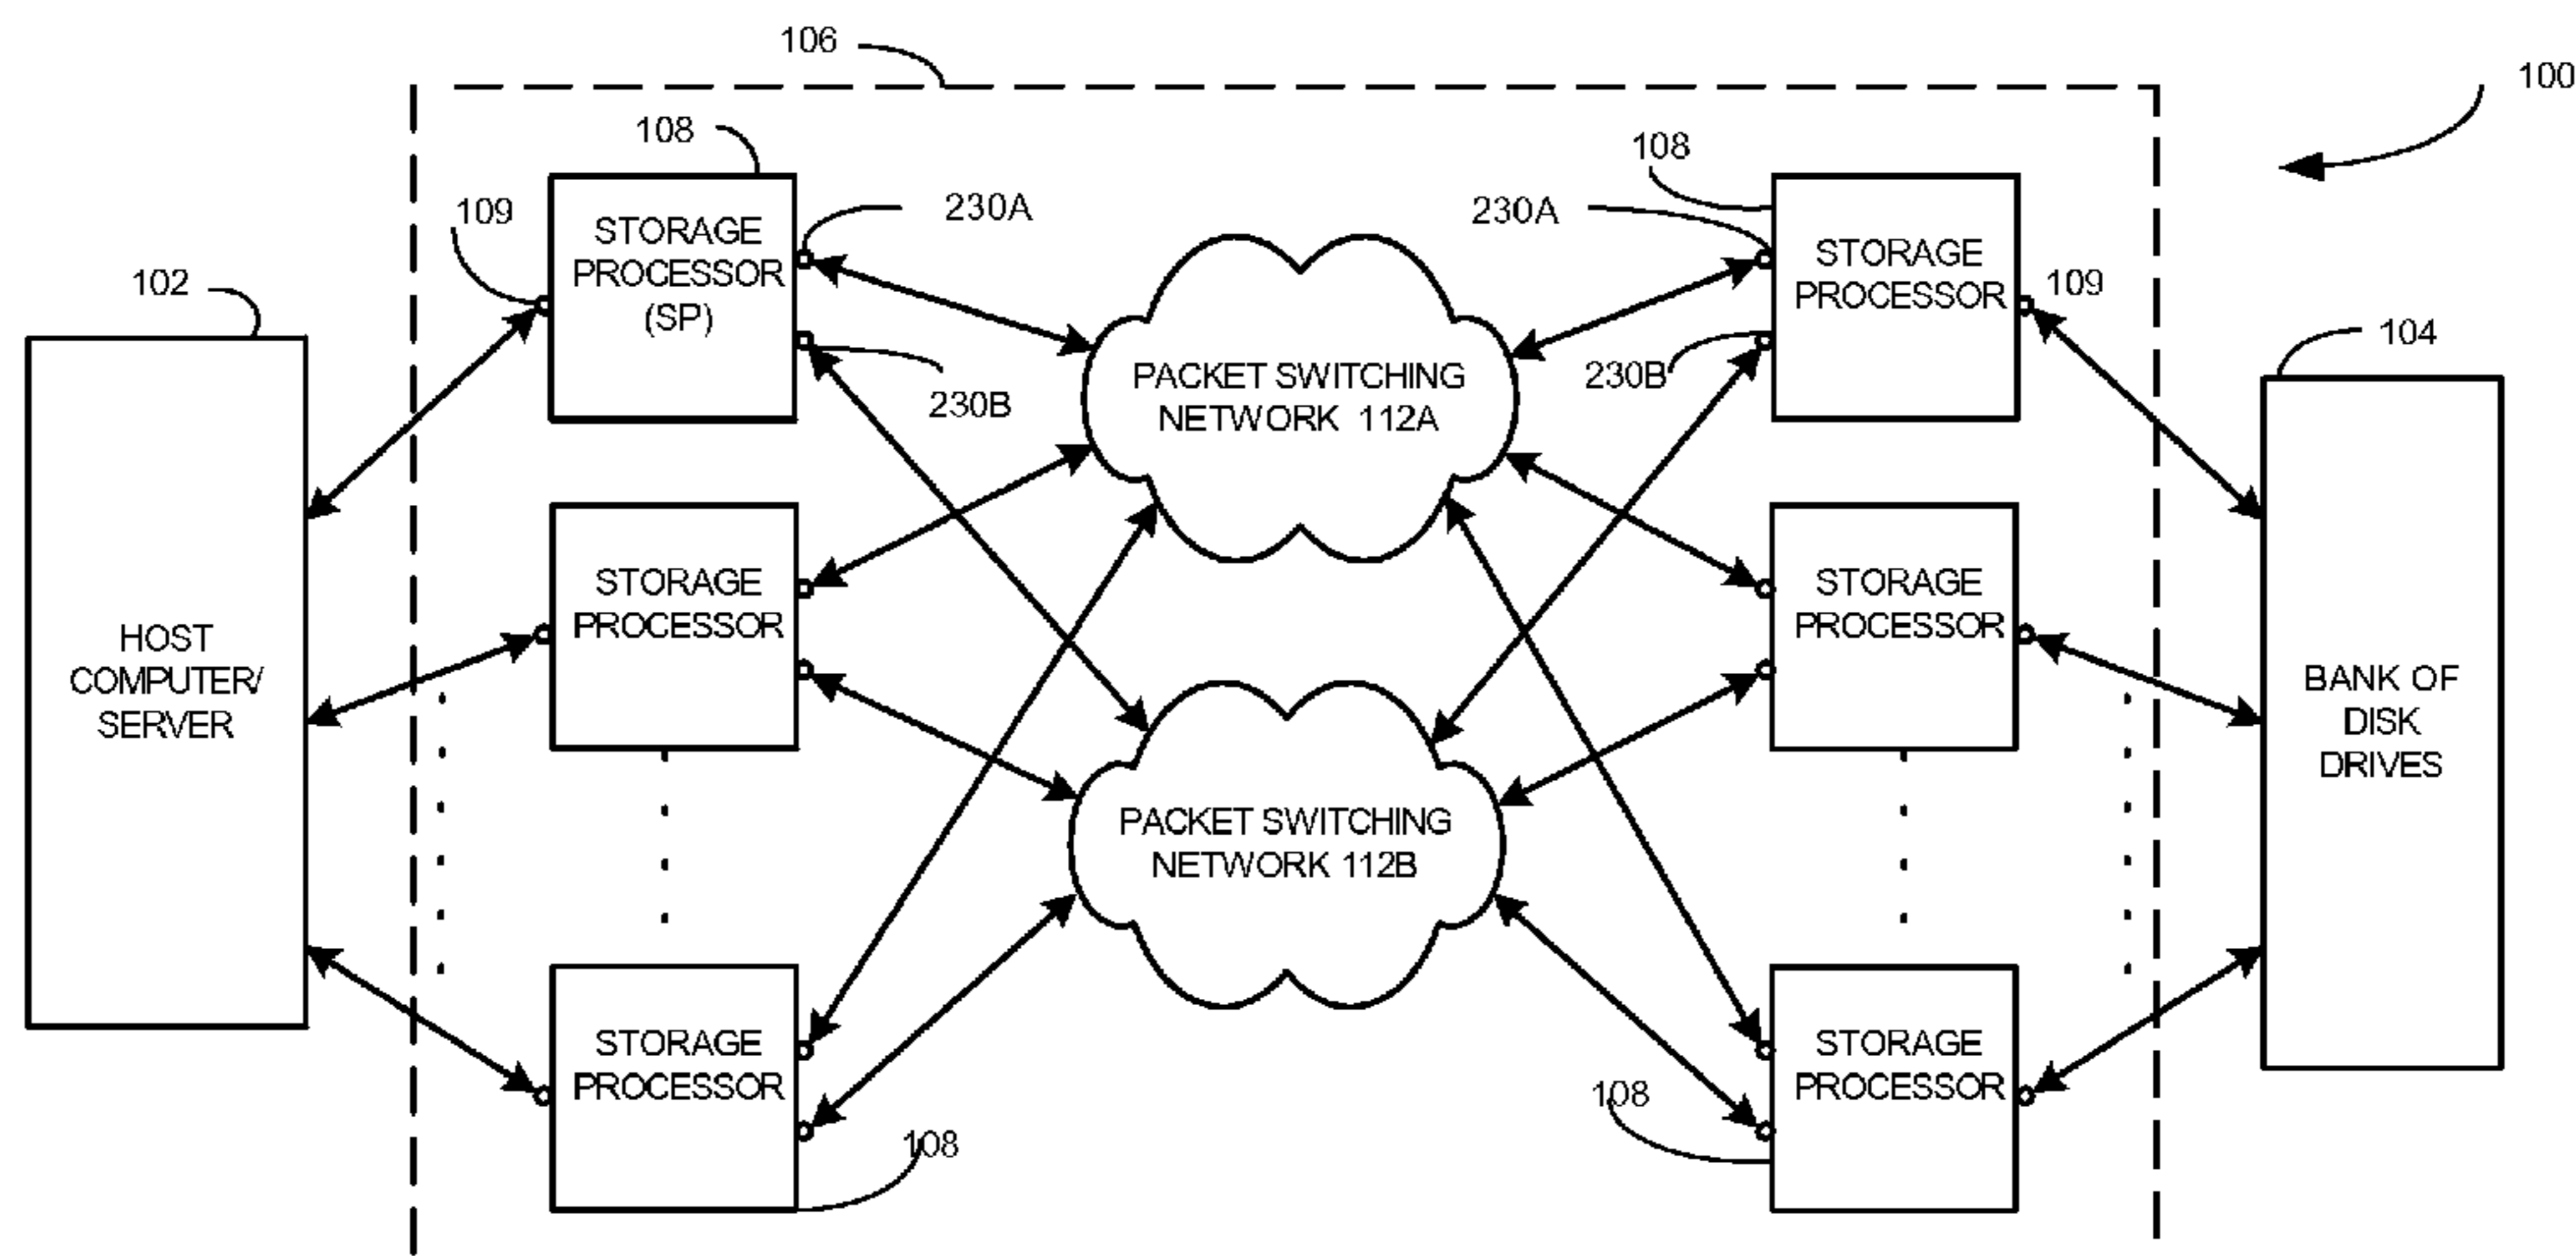 106
100
108
108
109
230A
230A
STORAGE
PROCESSOR
(SP)
STORAGE
PROCESSOR
109
102
104
230B
230B
PACKET SWITCHING
NETWORK 112A
STORAGE
PROCESSOR
STORAGE
PROCESSOR
HOST
COMPUTER/
SERVER
BANK OF
DISK
DRIVES
PACKET SWITCHING
NETWORK 112B
STORAGE
PROCESSOR
STORAGE
PROCESSOR
108
108